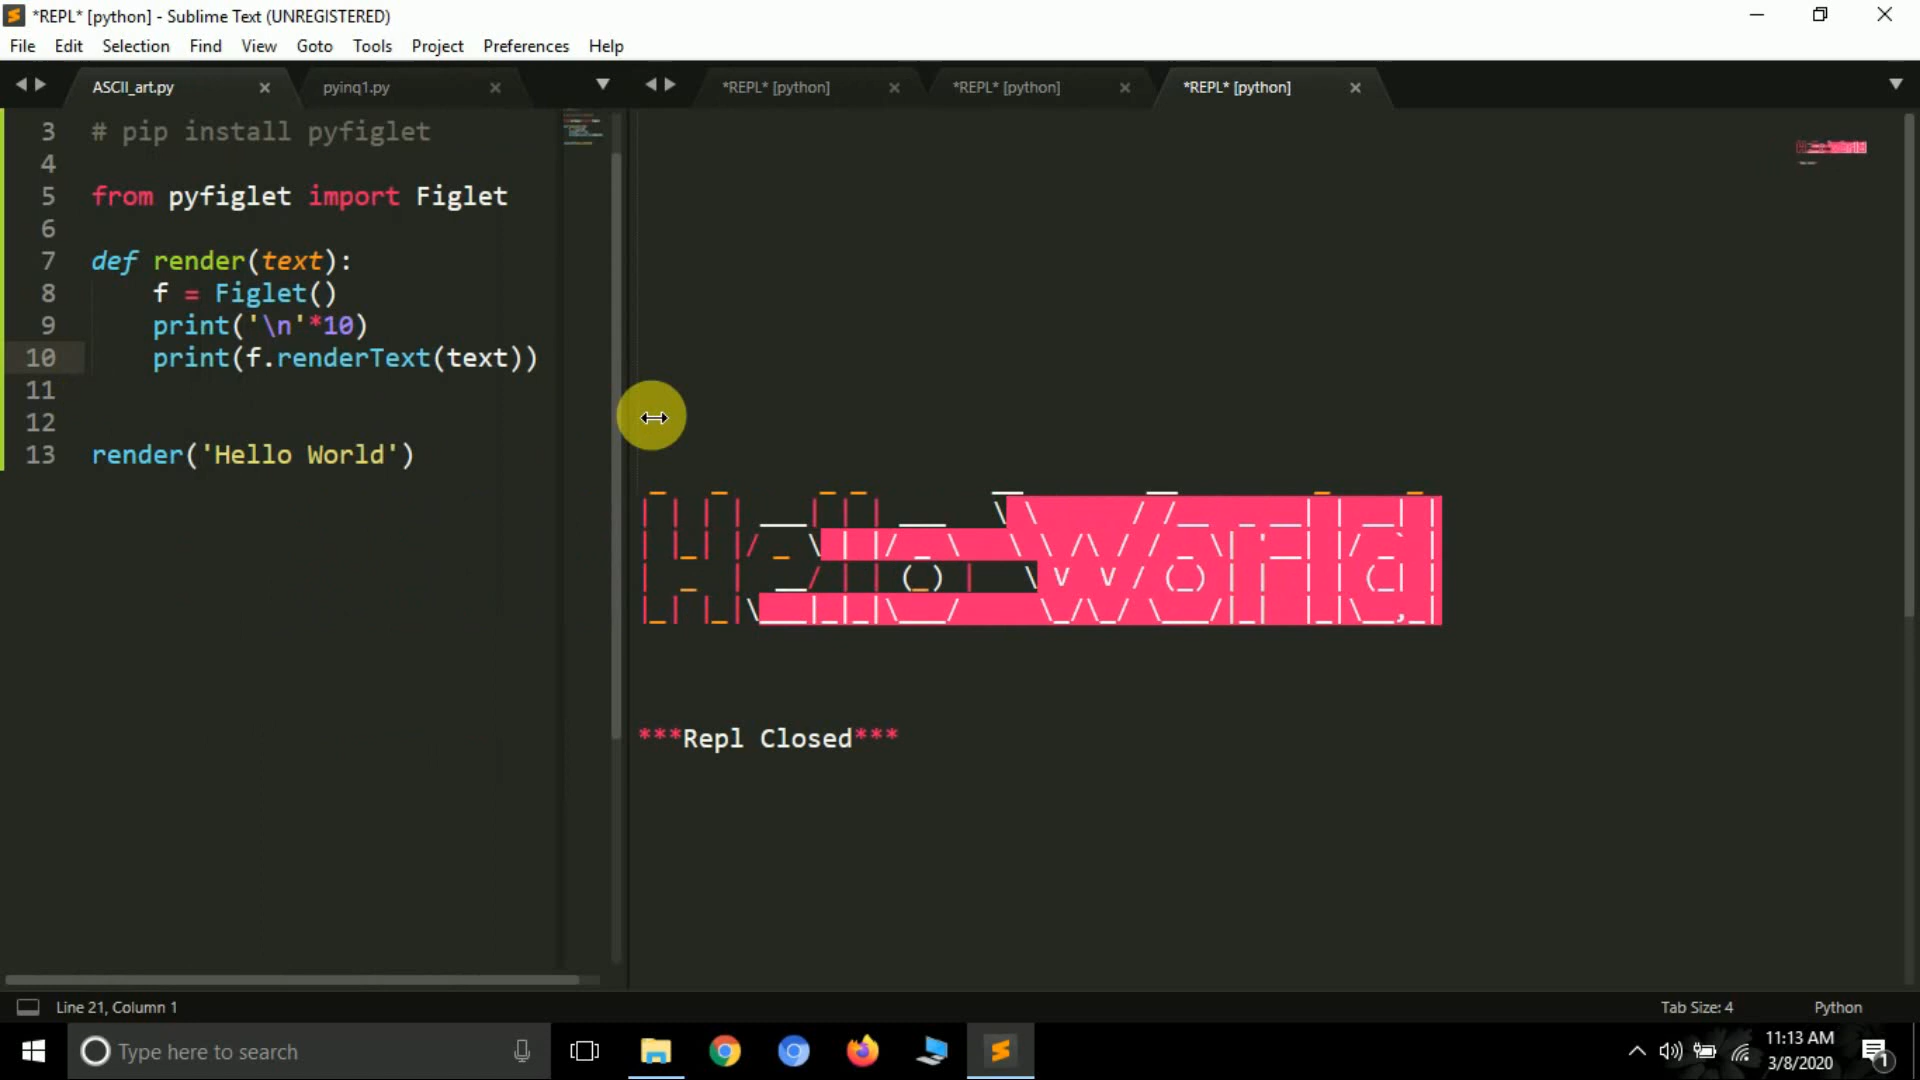 *REPL* [python] - Sublime Text (UNREGISTERED)
File Edit Selection Find View Goto Tools Project Preferences Help
ASCII_art.py pyinq1.py *REPL* [python] *REPL* [python] *REPL* [python]
3 # pip install pyfiglet
4
5 from pyfiglet import Figlet
6
7 def render(text):
8 f = Figlet()
9 print('\n'*10)
10 print(f.renderText(text))
11
12
13 render('Hello World')
Hello World
***Repl Closed***
Line 21, Column 1 Tab Size: 4 Python
Type here to search
11:13 AM
3/8/2020
1